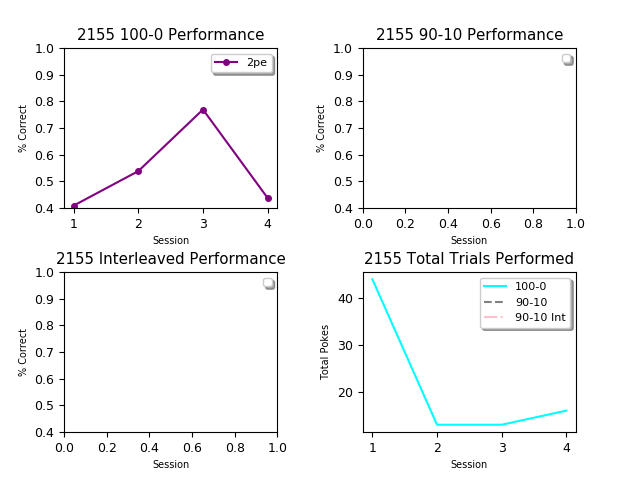 2155 100-0 Performance
1.0
0.9
0.8
0.7
0.6
0.5
0.4
% Correct
2pe
1 2 3 4
Session
2155 90-10 Performance
1.0
0.9
0.8
0.7
0.6
0.5
0.4
% Correct
0.0 0.2 0.4 0.6 0.8 1.0
Session
2155 Interleaved Performance
1.0
0.9
0.8
0.7
0.6
0.5
0.4
% Correct
0.0 0.2 0.4 0.6 0.8 1.0
Session
2155 Total Trials Performed
40
30
20
Total Pokes
100-0
90-10
90-10 Int
1 2 3 4
Session